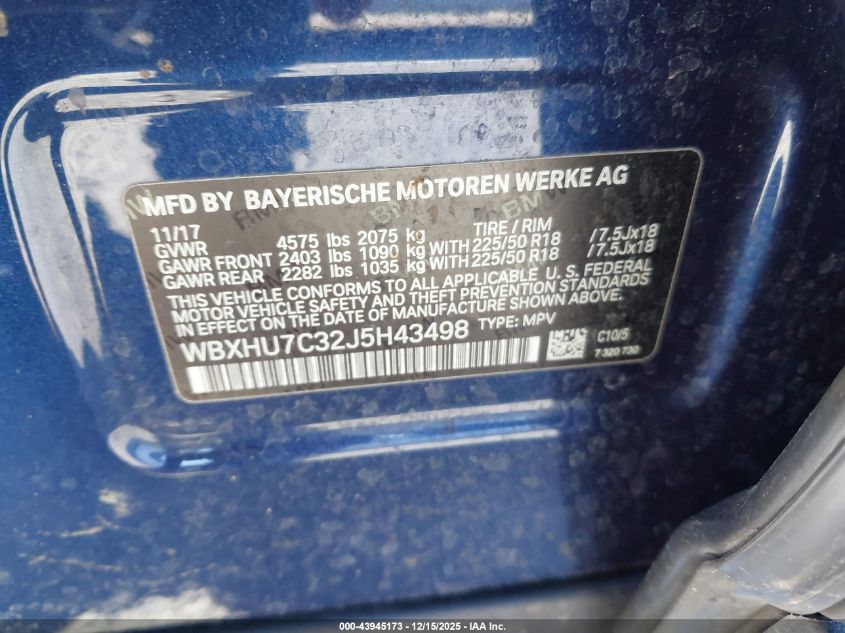 MFD BY BAYERISCHE MOTOREN WERKE AG
11/17 TIRE / RIM
GVWR 4575 lbs 2075 kg
GAWR FRONT 2403 lbs 1090 kg WITH 225/50 R18 / 7.5Jx18
GAWR REAR 2282 lbs 1035 kg WITH 225/50 R18 / 7.5Jx18
THIS VEHICLE CONFORMS TO ALL APPLICABLE U. S. FEDERAL
MOTOR VEHICLE SAFETY AND THEFT PREVENTION STANDARDS
IN EFFECT ON THE DATE OF MANUFACTURE SHOWN ABOVE.
WBXHU7C32J5H43498 TYPE: MPV
C10/5
7 320 730
000-43945173 - 12/15/2025 - IAA Inc.